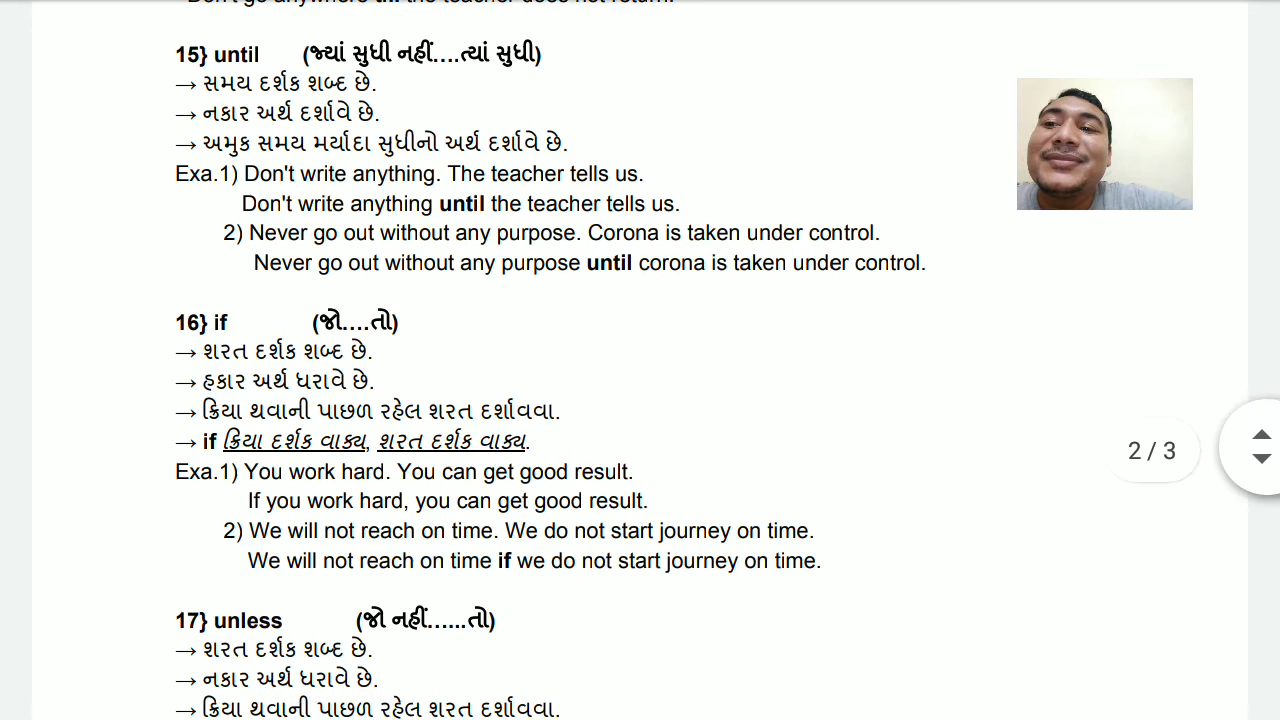 15} until (જ્યાં સુધી નહીં....ત્યાં સુધી)
→ સમય દર્શક શબ્દ છે.
→ નકાર અર્થ દર્શાવે છે.
→ અમુક સમય મર્યાદા સુધીનો અર્થ દર્શાવે છે.
Exa.1) Don't write anything. The teacher tells us.
Don't write anything until the teacher tells us.
2) Never go out without any purpose. Corona is taken under control.
Never go out without any purpose until corona is taken under control.
16} if (જો....તો)
→ શરત દર્શક શબ્દ છે.
→ હકાર અર્થ ધરાવે છે.
→ ક્રિયા થવાની પાછળ રહેલ શરત દર્શાવવા.
→ if ક્રિયા દર્શક વાક્ય, શરત દર્શક વાક્ય.
Exa.1) You work hard. You can get good result.
If you work hard, you can get good result.
2) We will not reach on time. We do not start journey on time.
We will not reach on time if we do not start journey on time.
2 / 3
17} unless (જો નહીં......તો)
→ શરત દર્શક શબ્દ છે.
→ નકાર અર્થ ધરાવે છે.
→ ક્રિયા થવાની પાછળ રહેલ શરત દર્શાવવા.